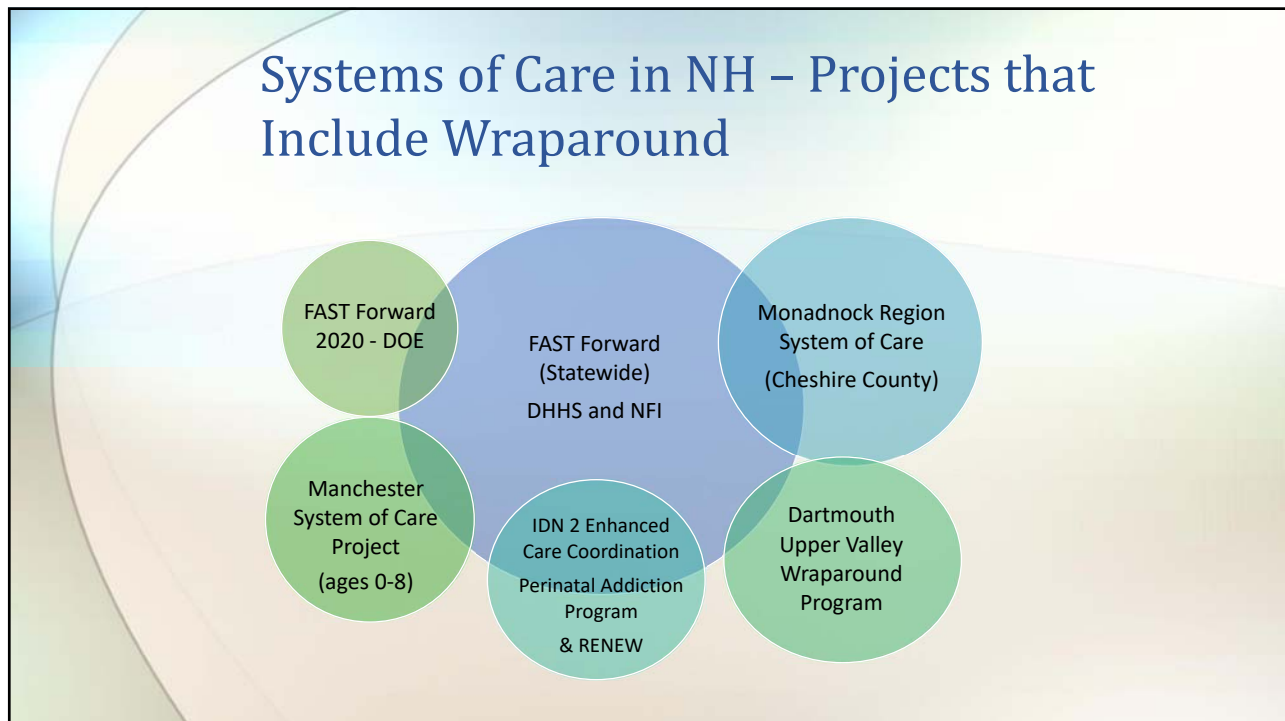 Systems of Care in NH – Projects that
Include Wraparound
FAST Forward
2020 - DOE
FAST Forward
(Statewide)
DHHS and NFI
Monadnock Region
System of Care
(Cheshire County)
Manchester
System of Care
Project
(ages 0-8)
IDN 2 Enhanced
Care Coordination
Perinatal Addiction
Program
& RENEW
Dartmouth
Upper Valley
Wraparound
Program